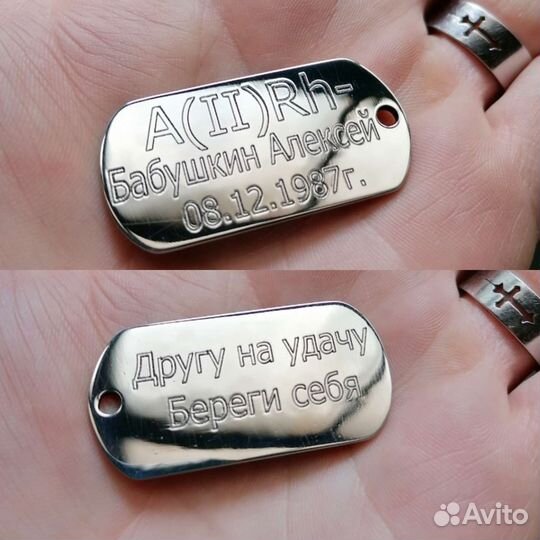 A(II)Rh-
Бабушкин Алексей
08.12.1987г.
Другу на удачу
Береги себя
Avito